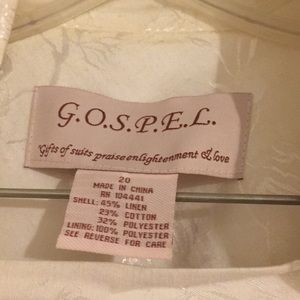 G.O.S.P.E.L.
Gifts of suits praise enlightenment & love
20
MADE IN CHINA
RN 104441
SHELL: 45% LINEN
23% COTTON
32% POLYESTER
LINING: 100% POLYESTER
SEE REVERSE FOR CARE